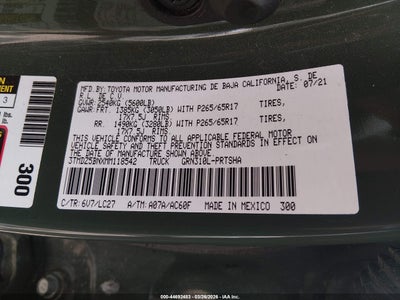 MFD.BY:TOYOTA MOTOR MANUFACTURING DE BAJA CALIFORNIA, S. DE
R.L. DE C.V. 07/21
GVWR: 2540KG (5600LB)
GAWR: FRT 1385KG (3050LB) WITH P265/65R17 TIRES,
17X7.5J RIMS
RR. 1490KG (3280LB) WITH P265/65R17 TIRES,
17X7.5J RIMS
THIS VEHICLE CONFORMS TO ALL APPLICABLE FEDERAL MOTOR
VEHICLE SAFETY AND THEFT PREVENTION STANDARDS IN EFFECT ON
THE DATE OF MANUFACTURE SHOWN ABOVE.
3TMDZ5BNXMM118542 TRUCK GRN310L-PRTSHA
C/TR: 6V7/LC27 A/TM: A07A/AC60F MADE IN MEXICO 300
3
300
© IAA - 44692483 | 03/26/2026 - IAA, Inc.